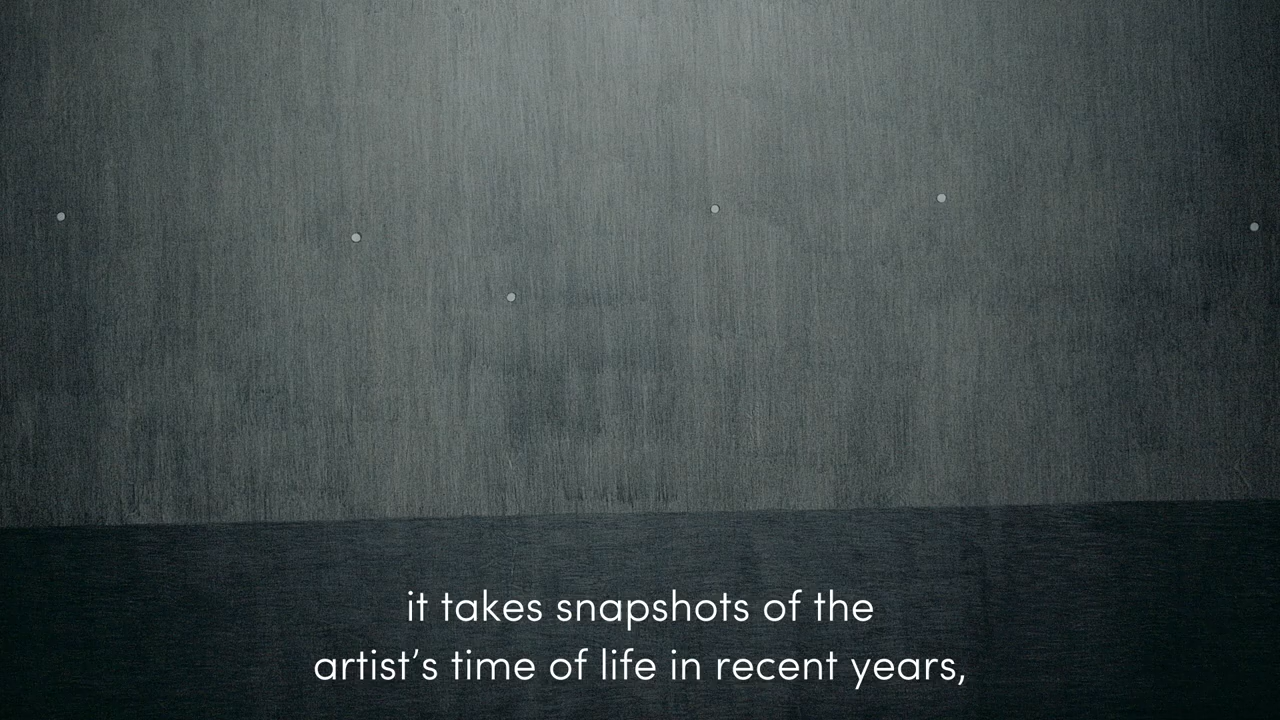 it takes snapshots of the
artist’s time of life in recent years,